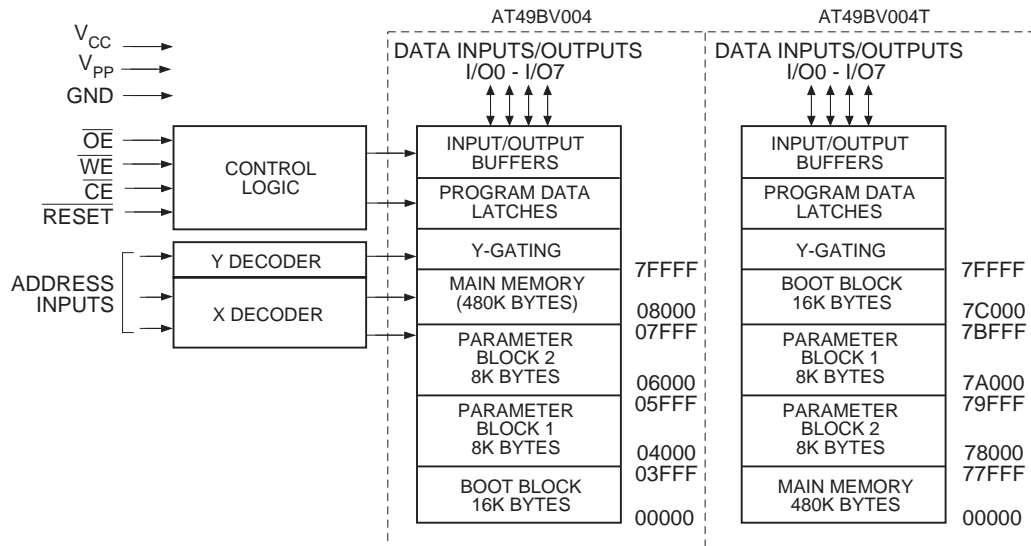 AT49BV004
AT49BV004T
V_CC
V_PP
GND
OE
WE
CE
RESET
ADDRESS
INPUTS
CONTROL
LOGIC
Y DECODER
X DECODER
DATA INPUTS/OUTPUTS
I/O0 - I/O7
INPUT/OUTPUT
BUFFERS
PROGRAM DATA
LATCHES
Y-GATING
MAIN MEMORY
(480K BYTES)
PARAMETER
BLOCK 2
8K BYTES
PARAMETER
BLOCK 1
8K BYTES
BOOT BLOCK
16K BYTES
7FFFF
08000
07FFF
06000
05FFF
04000
03FFF
00000
DATA INPUTS/OUTPUTS
I/O0 - I/O7
INPUT/OUTPUT
BUFFERS
PROGRAM DATA
LATCHES
Y-GATING
BOOT BLOCK
16K BYTES
PARAMETER
BLOCK 1
8K BYTES
PARAMETER
BLOCK 2
8K BYTES
MAIN MEMORY
480K BYTES
7FFFF
7C000
7BFFF
7A000
79FFF
78000
77FFF
00000